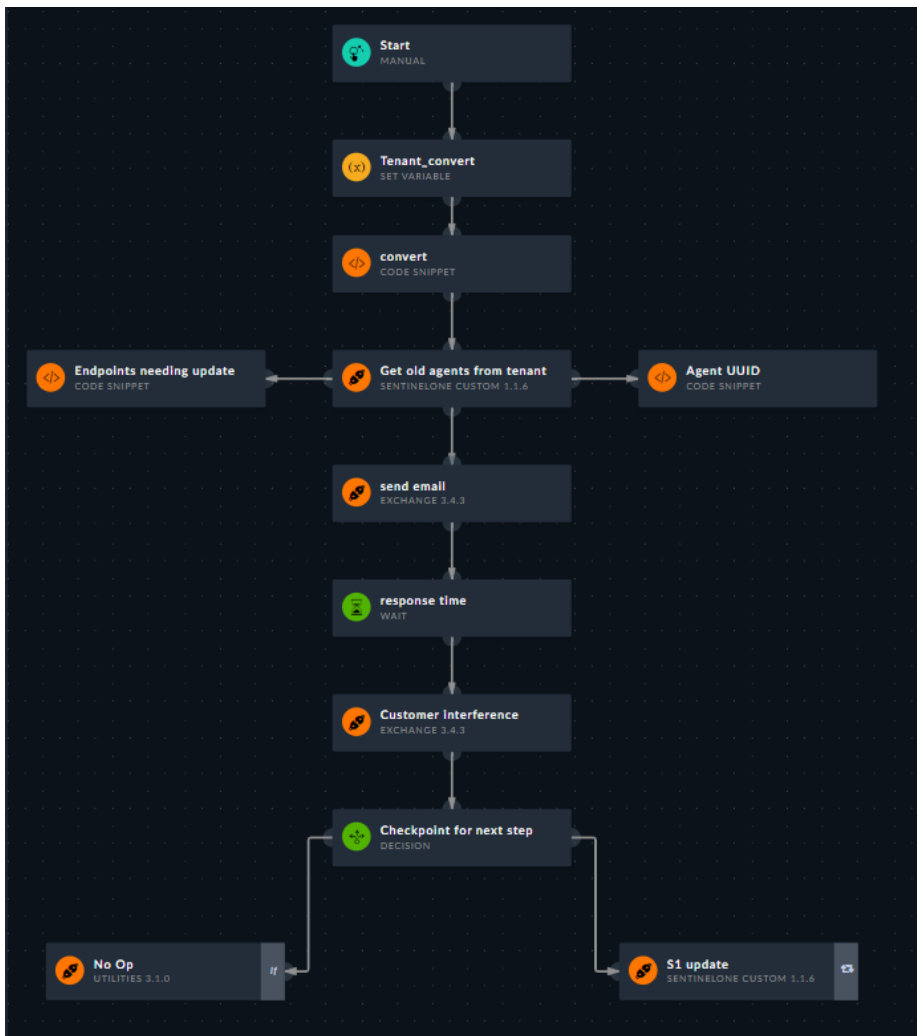 Start
MANUAL
(x)
Tenant_convert
SET VARIABLE
</>
convert
CODE SNIPPET
</>
Endpoints needing update
CODE SNIPPET
Get old agents from tenant
SENTINELONE CUSTOM 1.1.6
</>
Agent UUID
CODE SNIPPET
send email
EXCHANGE 3.4.3
response time
WAIT
Customer Interference
EXCHANGE 3.4.3
Checkpoint for next step
DECISION
No Op
UTILITIES 3.1.0
If
S1 update
SENTINELONE CUSTOM 1.1.6